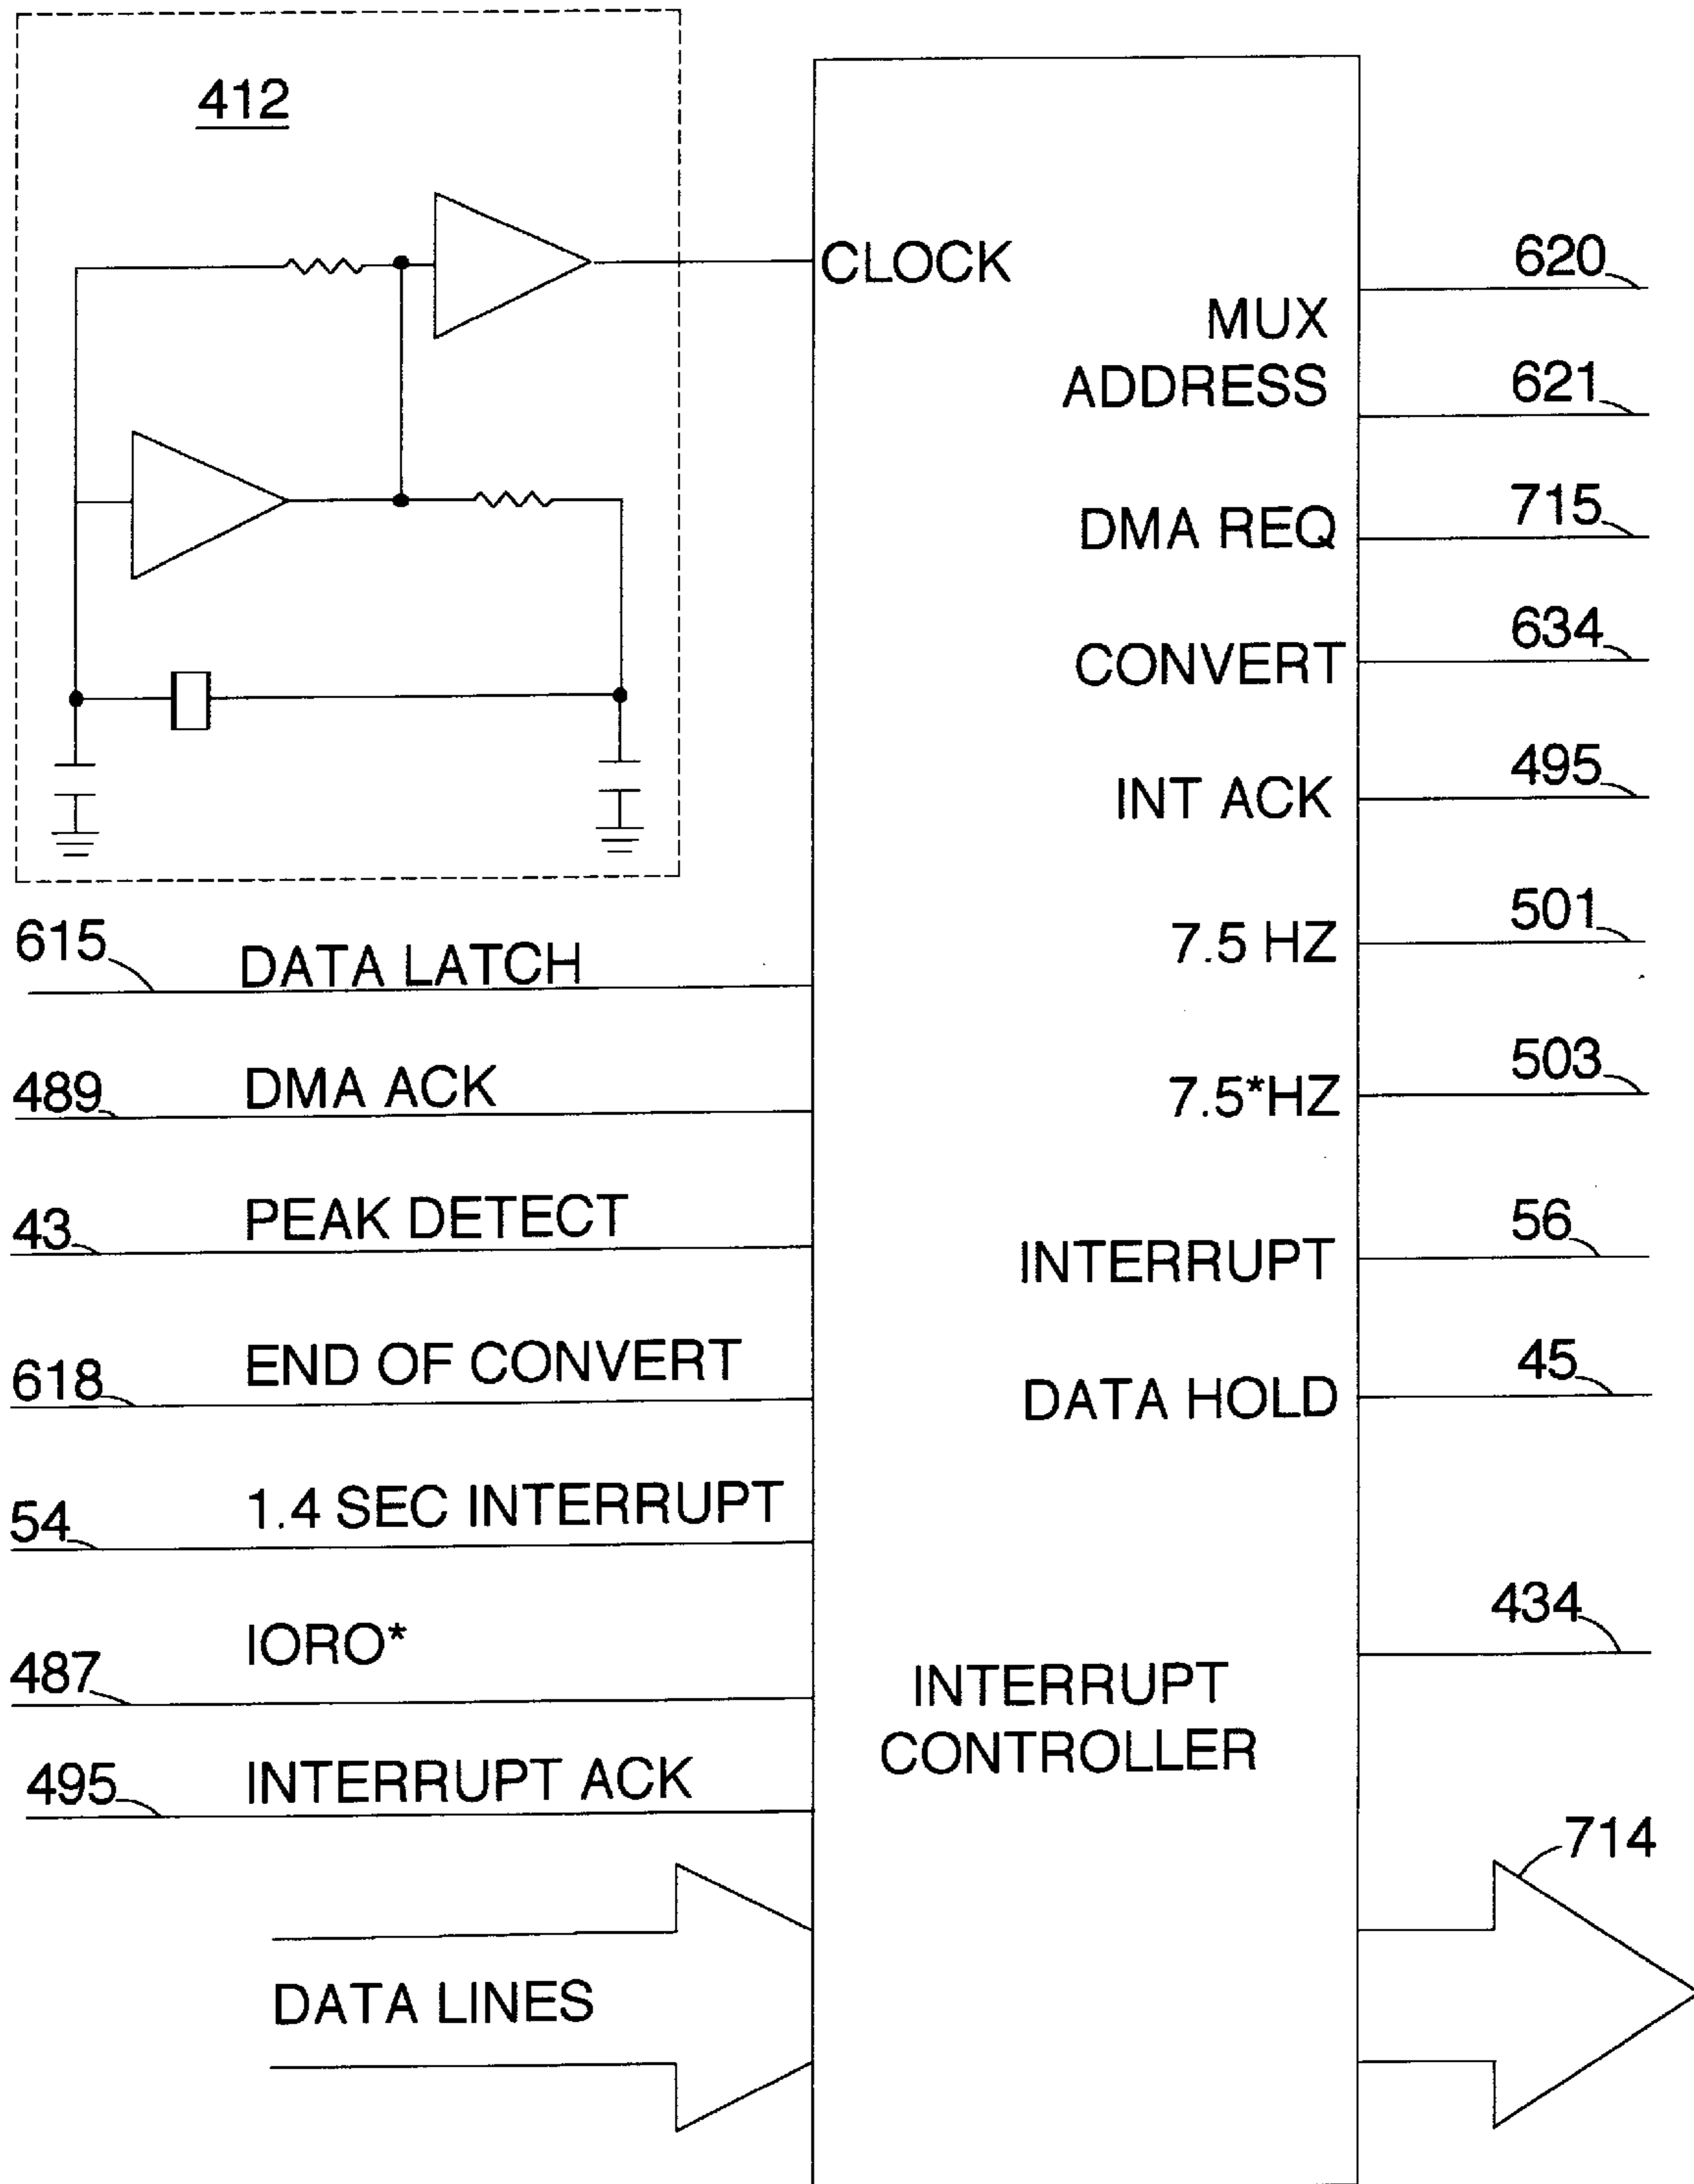 412
CLOCK
MUX
ADDRESS
620
621
DMA REQ
715
CONVERT
634
INT ACK
495
7.5 HZ
501
7.5*HZ
503
INTERRUPT
56
DATA HOLD
45
434
INTERRUPT
CONTROLLER
714
615
DATA LATCH
489
DMA ACK
43
PEAK DETECT
618
END OF CONVERT
54
1.4 SEC INTERRUPT
487
IORO*
495
INTERRUPT ACK
DATA LINES